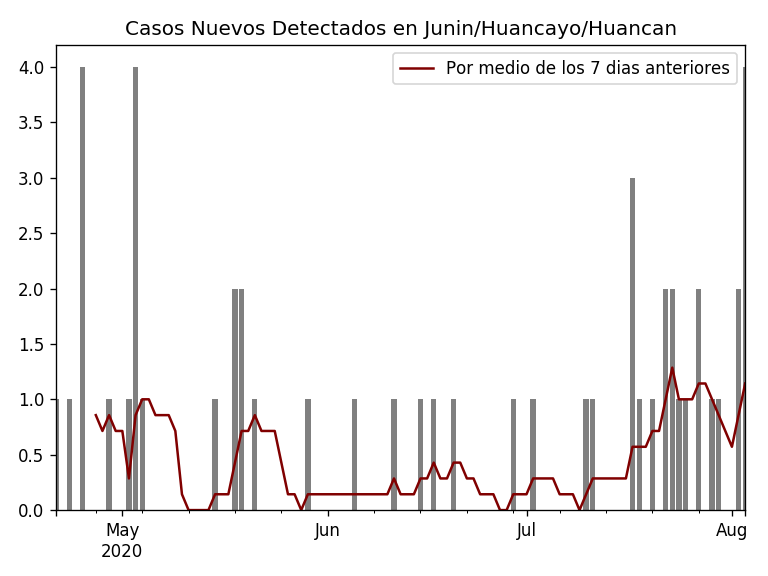 Casos Nuevos Detectados en Junin/Huancayo/Huancan
Por medio de los 7 dias anteriores
4.0
3.5
3.0
2.5
2.0
1.5
1.0
0.5
0.0
May
2020
Jun
Jul
Aug